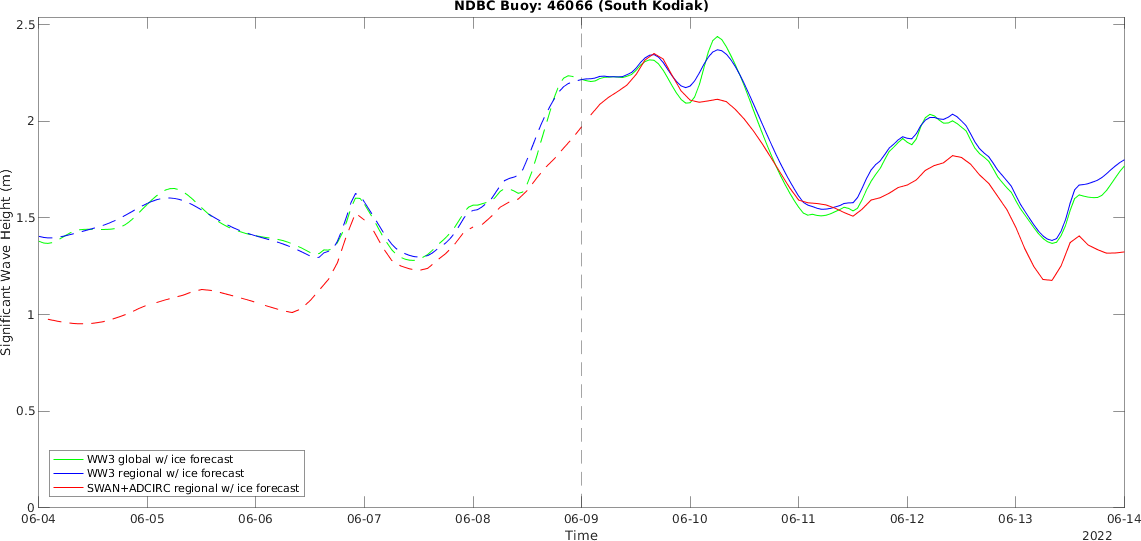 NDBC Buoy: 46066 (South Kodiak)
Significant Wave Height (m)
2.5
2
1.5
1
0.5
0
WW3 global w/ ice forecast
WW3 regional w/ ice forecast
SWAN+ADCIRC regional w/ ice forecast
06-04 06-05 06-06 06-07 06-08 06-09 06-10 06-11 06-12 06-13 06-14
Time
2022